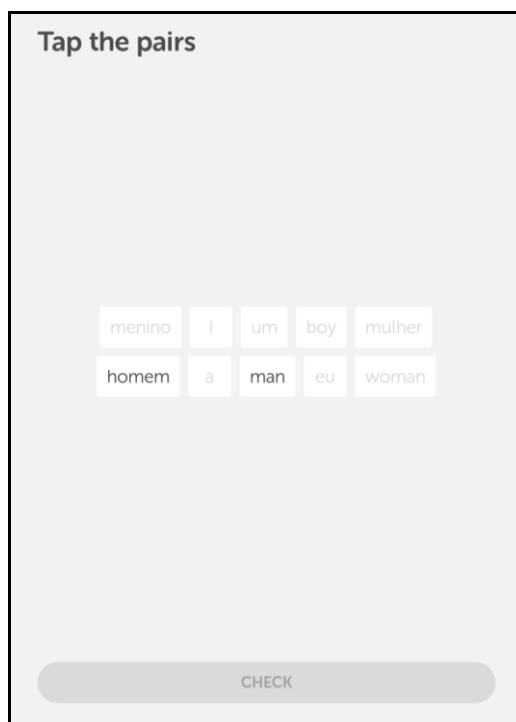 Tap the pairs
menino I um boy mulher
homem a man eu woman
CHECK